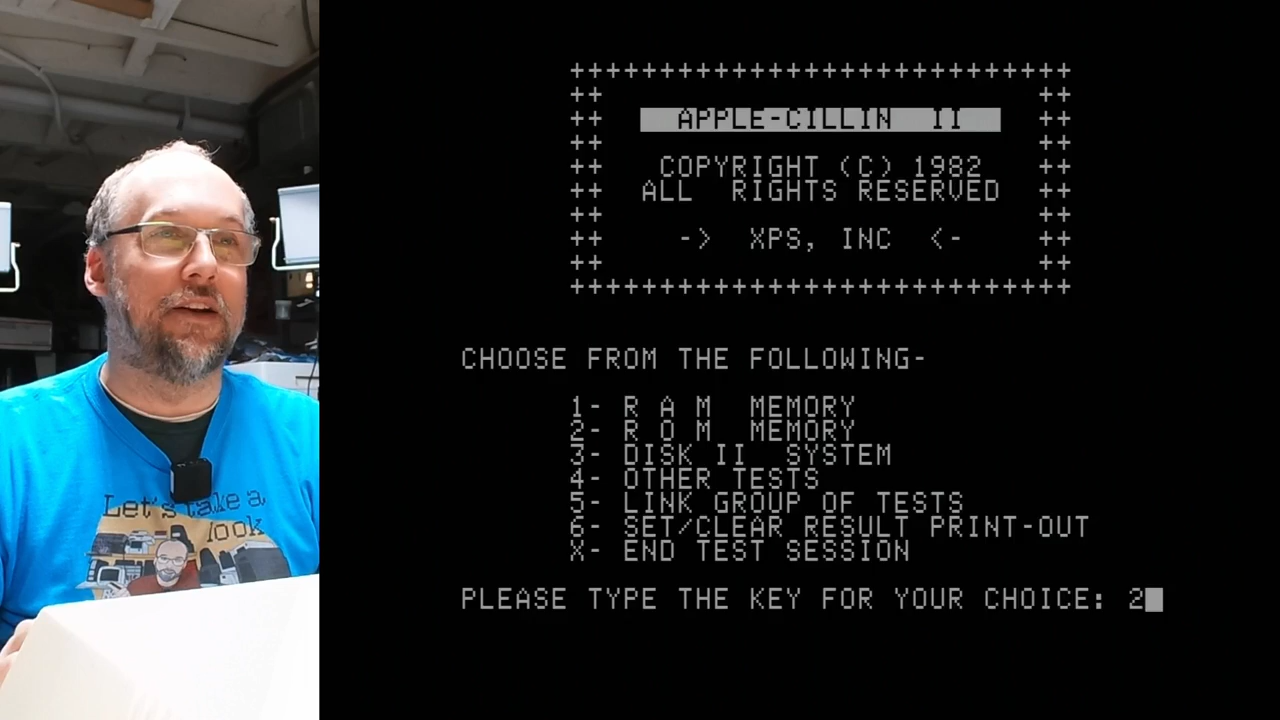 ++++++++++++++++++++++++++++
++ ++
++ APPLE-CILLIN II ++
++ ++
++ COPYRIGHT (C) 1982 ++
++ ALL RIGHTS RESERVED ++
++ ++
++ -> XPS, INC <- ++
++ ++
++++++++++++++++++++++++++++
CHOOSE FROM THE FOLLOWING-
1- R A M MEMORY
2- R O M MEMORY
3- DISK II SYSTEM
4- OTHER TESTS
5- LINK GROUP OF TESTS
6- SET/CLEAR RESULT PRINT-OUT
X- END TEST SESSION
PLEASE TYPE THE KEY FOR YOUR CHOICE: 2
Let's take a
look